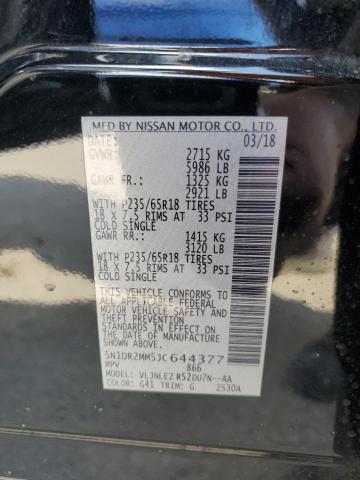 MFD BY NISSAN MOTOR CO., LTD.
DATE: 03/18
GVWR: 2715 KG
5986 LB
GAWR FR.: 1325 KG
2921 LB
WITH P235/65R18 TIRES
18 X 7.5 RIMS AT 33 PSI
COLD SINGLE
GAWR RR.: 1415 KG
3120 LB
WITH P235/65R18 TIRES
18 X 7.5 RIMS AT 33 PSI
COLD SINGLE
THIS VEHICLE CONFORMS TO
ALL APPLICABLE FEDERAL
MOTOR VEHICLE SAFETY
STANDARDS IN EFFECT ON
THE DATE OF MANUFACTURE
SHOWN ABOVE.
5N1DR2MM5JC644377
MPV 866
MODEL: VLJNLEZ R52DU7N--AA
COLOR: G41 TRIM: G 2530A